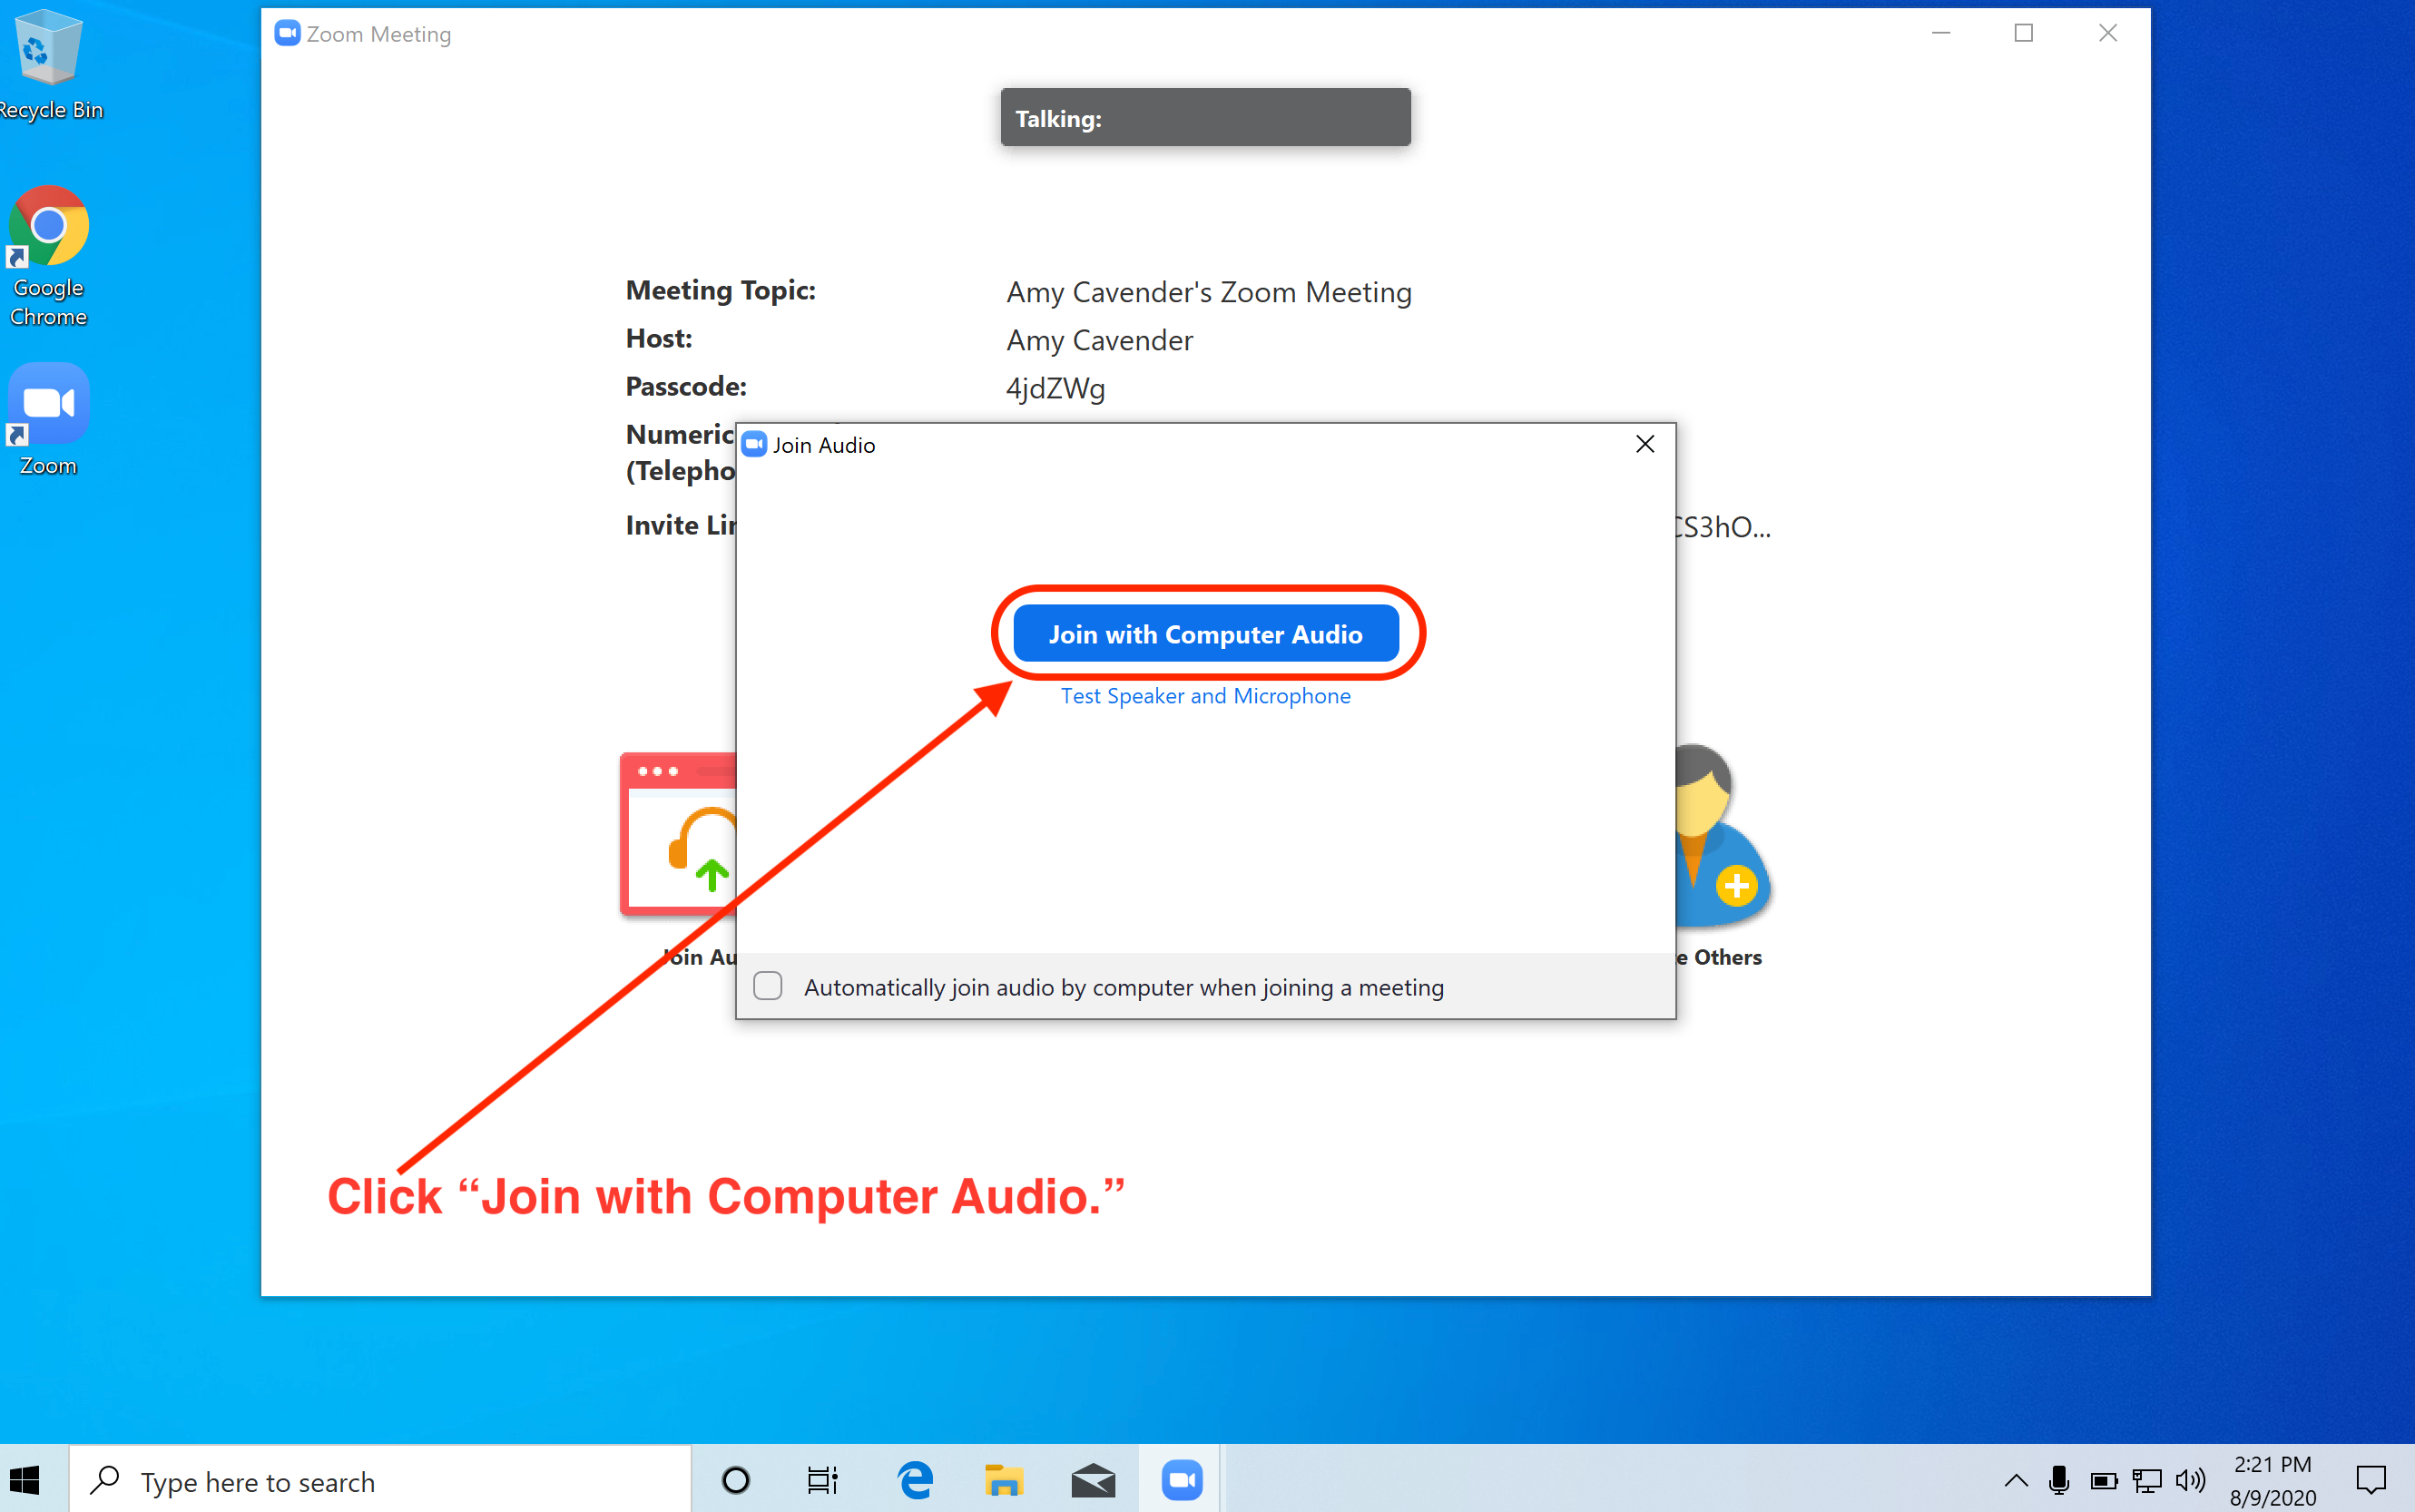 Recycle Bin
Google
Chrome
Zoom
Zoom Meeting
Talking:
Meeting Topic: Amy Cavender's Zoom Meeting
Host: Amy Cavender
Passcode: 4jdZWg
Numeric
(Telepho
Invite Lin CS3hO...
Join Audio
Join with Computer Audio
Test Speaker and Microphone
Join Au
e Others
Automatically join audio by computer when joining a meeting
Click “Join with Computer Audio.”
Type here to search
2:21 PM
8/9/2020